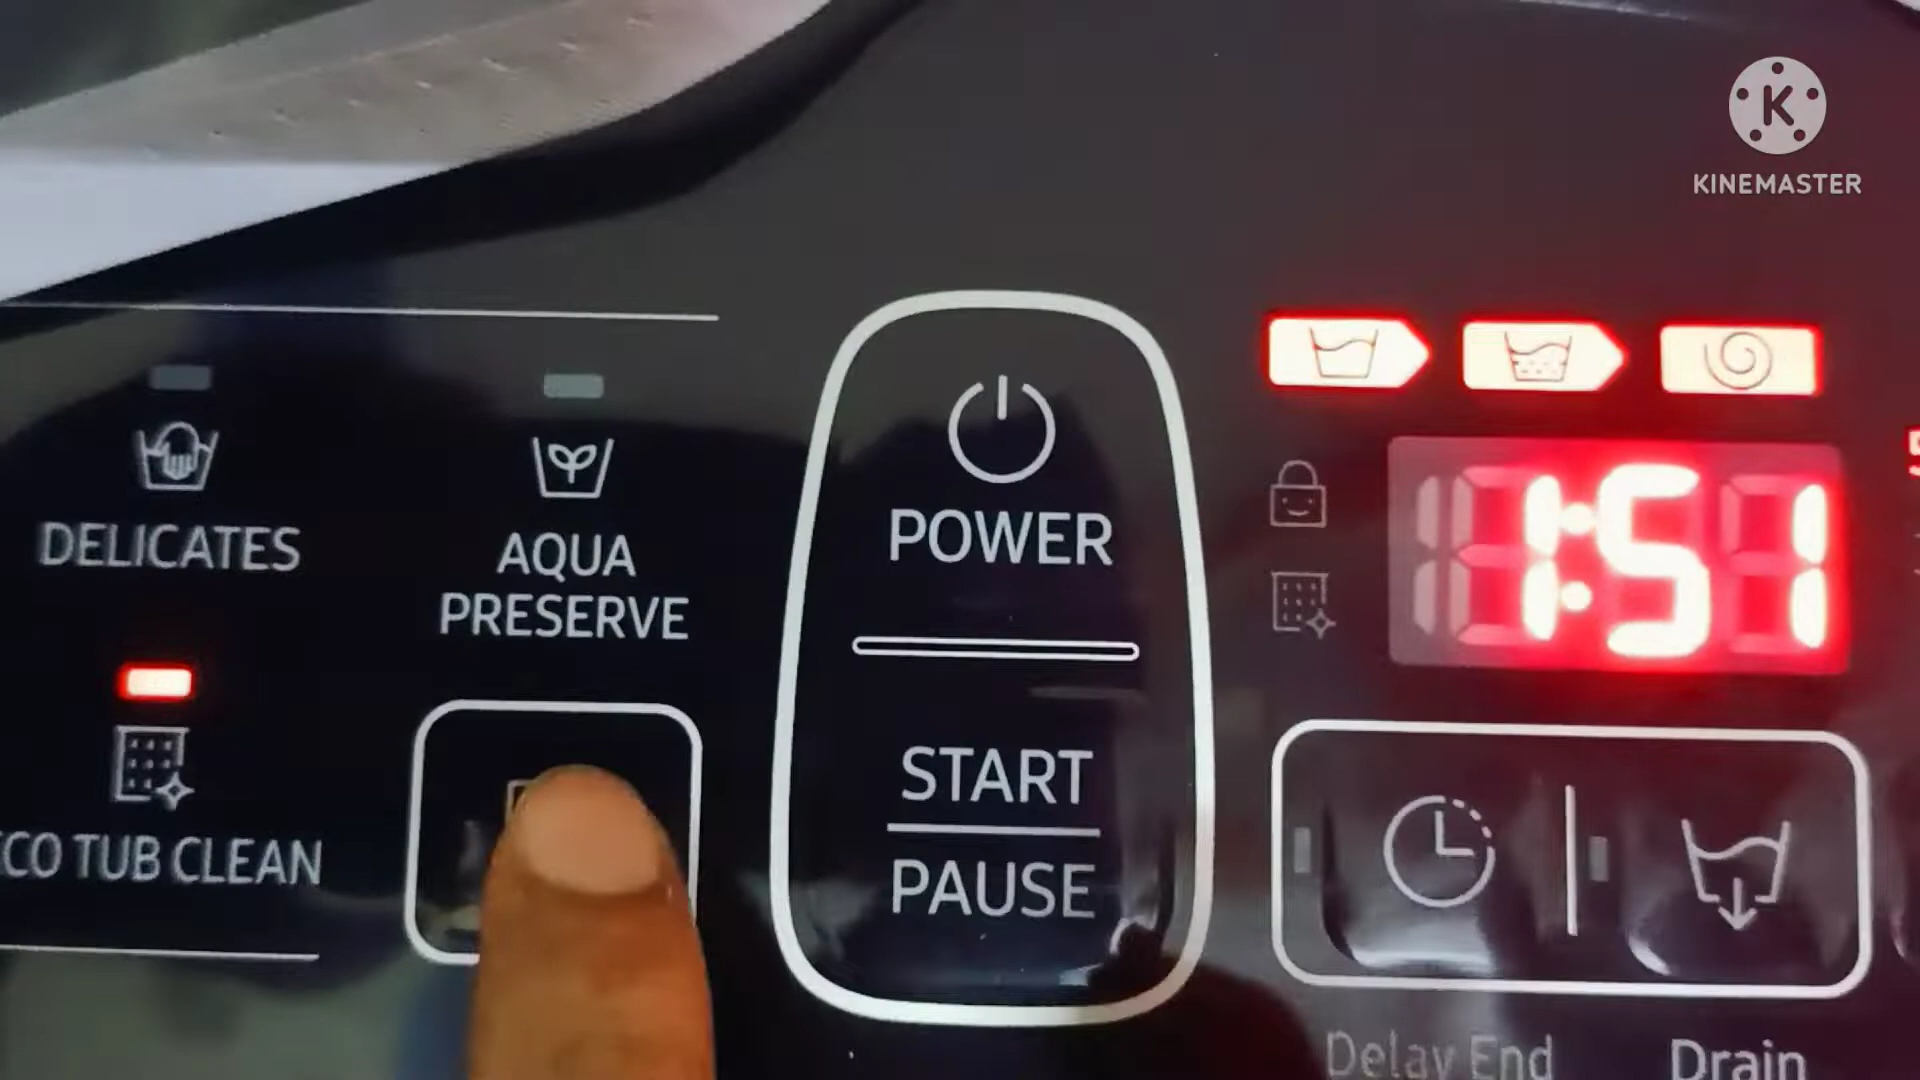 K
KINEMASTER
DELICATES
AQUA
PRESERVE
POWER
1:51
CO TUB CLEAN
START
PAUSE
Delay End
Drain